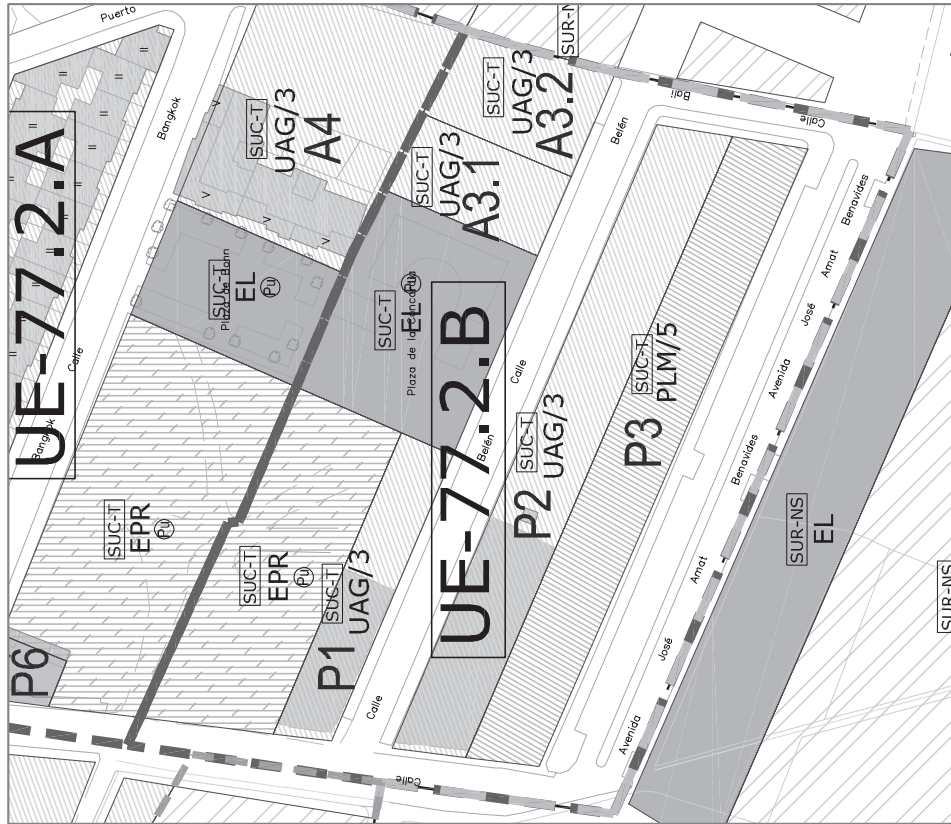 Puerto
Bangkok
UE-77.2.A
Calle
Bangkok
SUC-T
UAG/3
A4
SUC-T
UAG/3
A3.1
SUC-T
UAG/3
A3.2
SUR-N
Calle
Bali
Belén
SUC-T
EL
Pu
Plaza de Bonn
SUC-T
EL
Pu
Plaza de la Concordia
UE-77.2.B
Calle
Belén
SUC-T
EPR
Pu
SUC-T
EPR
Pu
P6
P1
SUC-T
UAG/3
P2
SUC-T
UAG/3
P3
SUC-T
PLM/5
Calle
Calle
Avenida
José
Amat
Benavides
Avenida
José
Amat
Benavides
SUR-NS
EL
SUR-NS